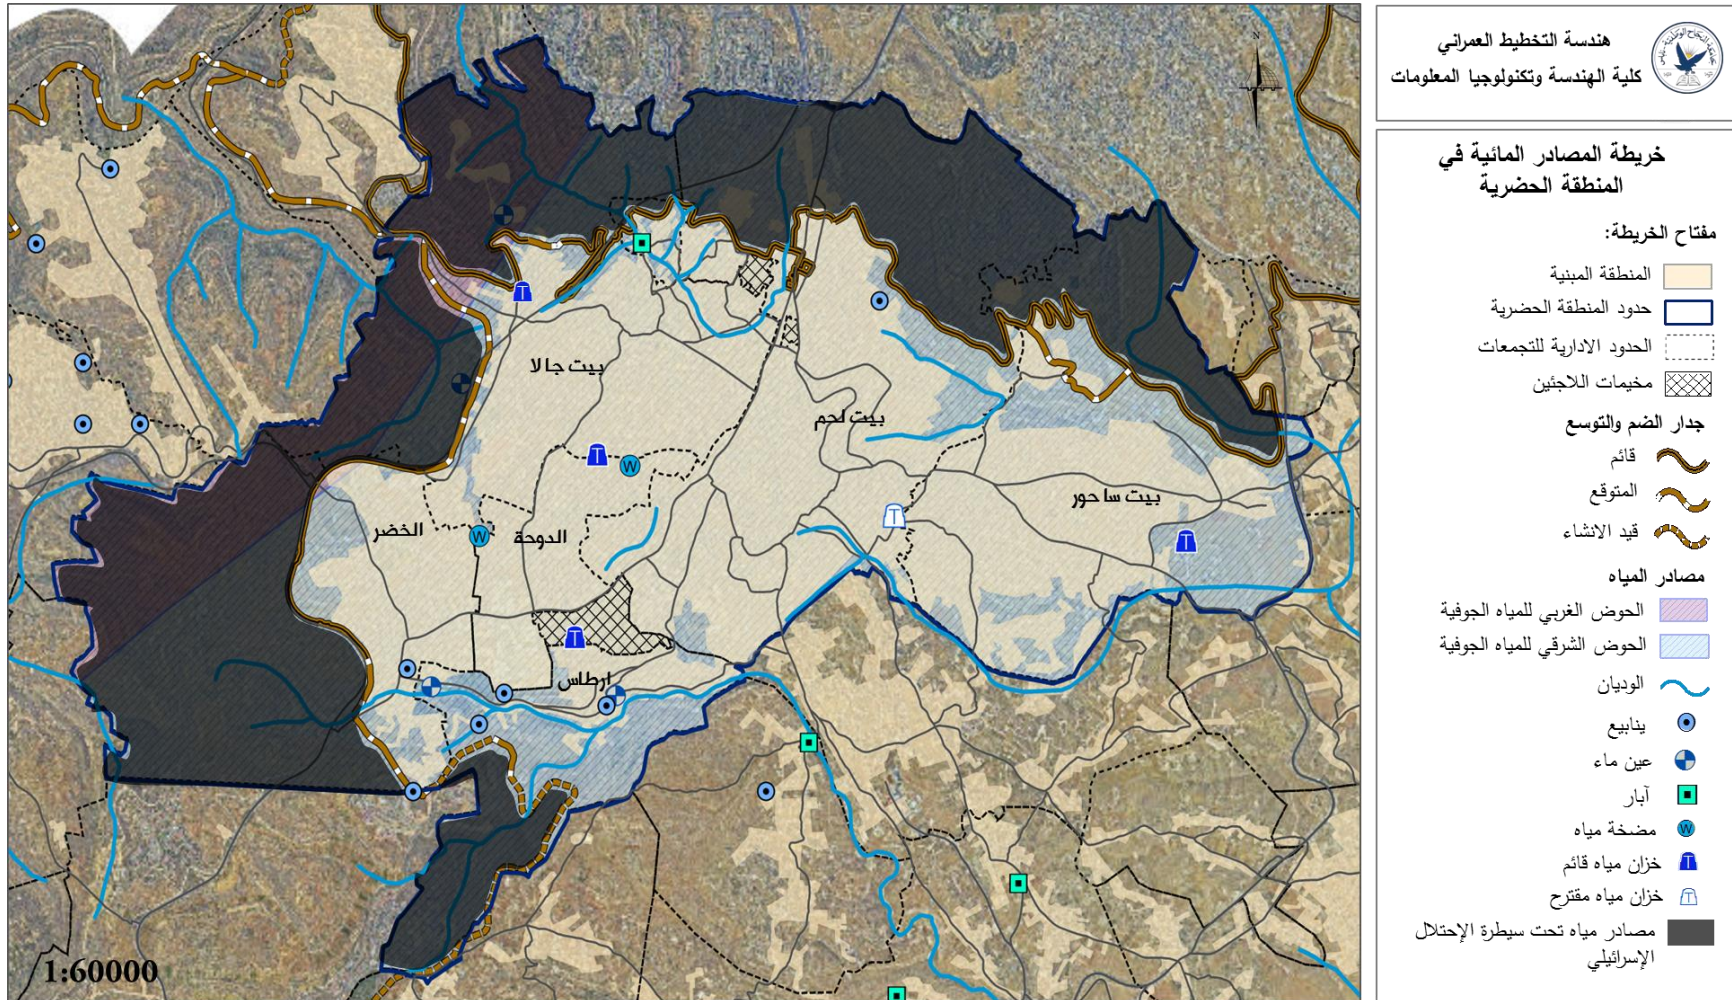 هندسة التخطيط العمراني
كلية الهندسة وتكنولوجيا المعلومات
خريطة المصادر المائية في
المنطقة الحضرية
مفتاح الخريطة:
المنطقة المبنية
حدود المنطقة الحضرية
الحدود الادارية للتجمعات
مخيمات اللاجئين
جدار الضم والتوسع
قائم
المتوقع
قيد الانشاء
مصادر المياه
الحوض الغربي للمياه الجوفية
الحوض الشرقي للمياه الجوفية
الوديان
ينابيع
عين ماء
آبار
W
مضخة مياه
T
خزان مياه قائم
T
خزان مياه مقترح
مصادر مياه تحت سيطرة الإحتلال
الإسرائيلي
N
T
بيت جالا
بيت لحم
T
W
بيت ساحور
T
الخضر
W
الدوحة
T
T
ارطاس
1:60000